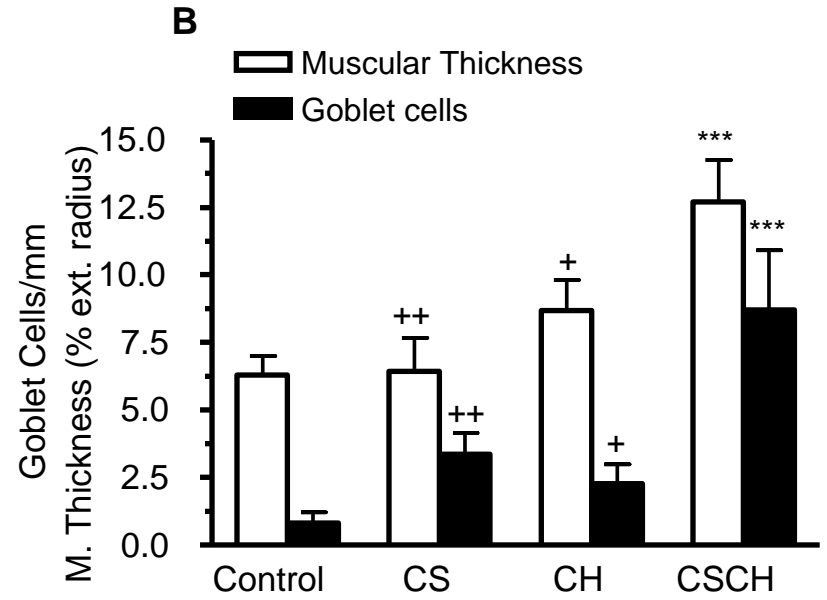 B
Muscular Thickness
Goblet cells
Goblet Cells/mm
M. Thickness (% ext. radius)
15.0
12.5
10.0
7.5
5.0
2.5
0.0
++
++
+
+
***
***
Control CS CH CSCH